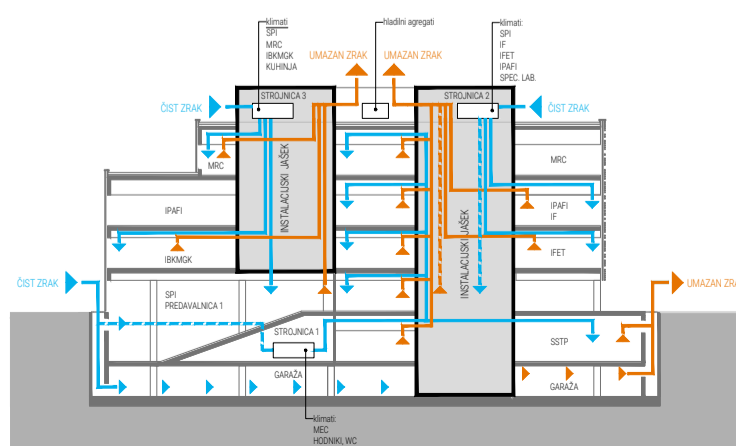 klimati
SPI
MRC
IBKMGK
KUHINJA
hladilni agregati
klimati:
SPI
IF
IFET
IPAFI
SPEC. LAB.
UMAZAN ZRAK
UMAZAN ZRAK
STROJNICA 3
STROJNICA 2
ČIST ZRAK
ČIST ZRAK
INSTALACIJSKI JAŠEK
INSTALACIJSKI JAŠEK
MRC
MRC
IPAFI
IPAFI
IF
IBKMGK
IFET
ČIST ZRAK
UMAZAN ZRA
SPI
PREDAVALNICA 1
STROJNICA 1
SSTP
GARAŽA
GARAŽA
klimati:
MEC
HODNIKI, WC